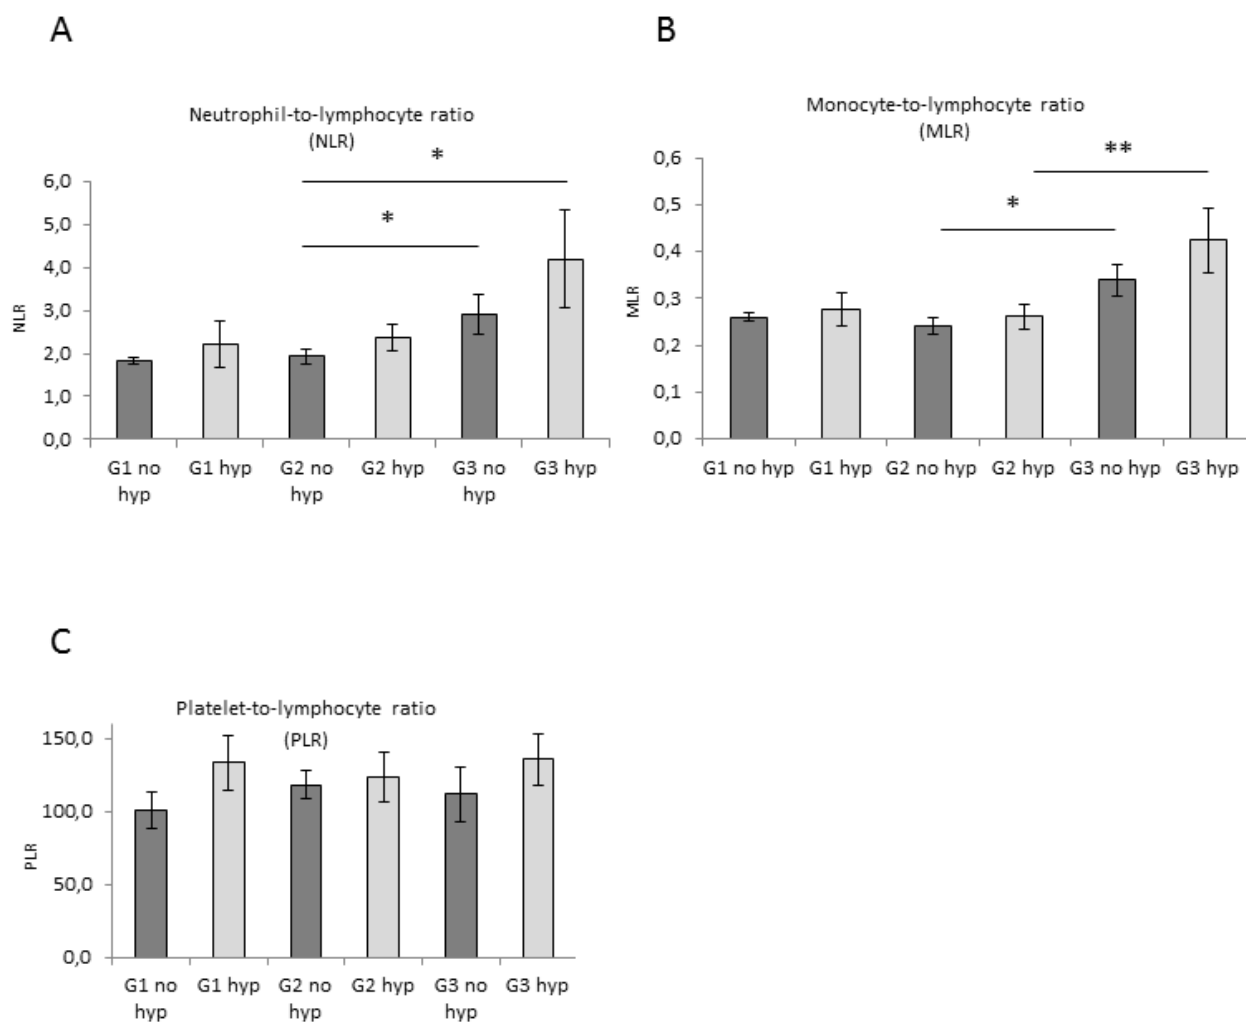 A
Neutrophil-to-lymphocyte ratio
(NLR)
*
*
6,0
5,0
4,0
3,0
2,0
1,0
0,0
NLR
G1 no hyp G1 hyp G2 no hyp G2 hyp G3 no hyp G3 hyp
B
Monocyte-to-lymphocyte ratio
(MLR)
**
*
0,6
0,5
0,4
0,3
0,2
0,1
0,0
MLR
G1 no hyp G1 hyp G2 no hyp G2 hyp G3 no hyp G3 hyp
C
Platelet-to-lymphocyte ratio
(PLR)
150,0
100,0
50,0
0,0
PLR
G1 no hyp G1 hyp G2 no hyp G2 hyp G3 no hyp G3 hyp